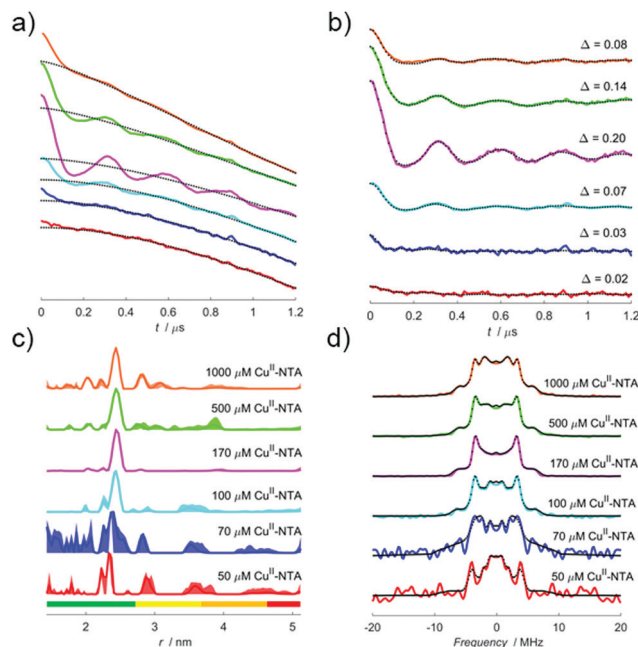 a)
0
0.2
0.4
0.6
0.8
1.0
1.2
t / μs
b)
Δ = 0.08
Δ = 0.14
Δ = 0.20
Δ = 0.07
Δ = 0.03
Δ = 0.02
0
0.2
0.4
0.6
0.8
1.0
1.2
t / μs
c)
1000 μM Cuᴵᴵ-NTA
500 μM Cuᴵᴵ-NTA
170 μM Cuᴵᴵ-NTA
100 μM Cuᴵᴵ-NTA
70 μM Cuᴵᴵ-NTA
50 μM Cuᴵᴵ-NTA
2
3
4
5
r / nm
d)
1000 μM Cuᴵᴵ-NTA
500 μM Cuᴵᴵ-NTA
170 μM Cuᴵᴵ-NTA
100 μM Cuᴵᴵ-NTA
70 μM Cuᴵᴵ-NTA
50 μM Cuᴵᴵ-NTA
-20
-10
0
10
20
Frequency / MHz